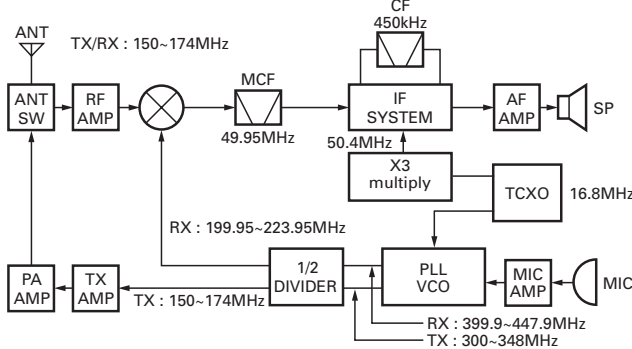 CF
450kHz
ANT
TX/RX : 150~174MHz
MCF
ANT
SW
RF
AMP
IF
SYSTEM
AF
AMP
SP
49.95MHz
50.4MHz
X3
multiply
TCXO
16.8MHz
RX : 199.95~223.95MHz
1/2
DIVIDER
PLL
VCO
MIC
AMP
MIC
PA
AMP
TX
AMP
TX : 150~174MHz
RX : 399.9~447.9MHz
TX : 300~348MHz